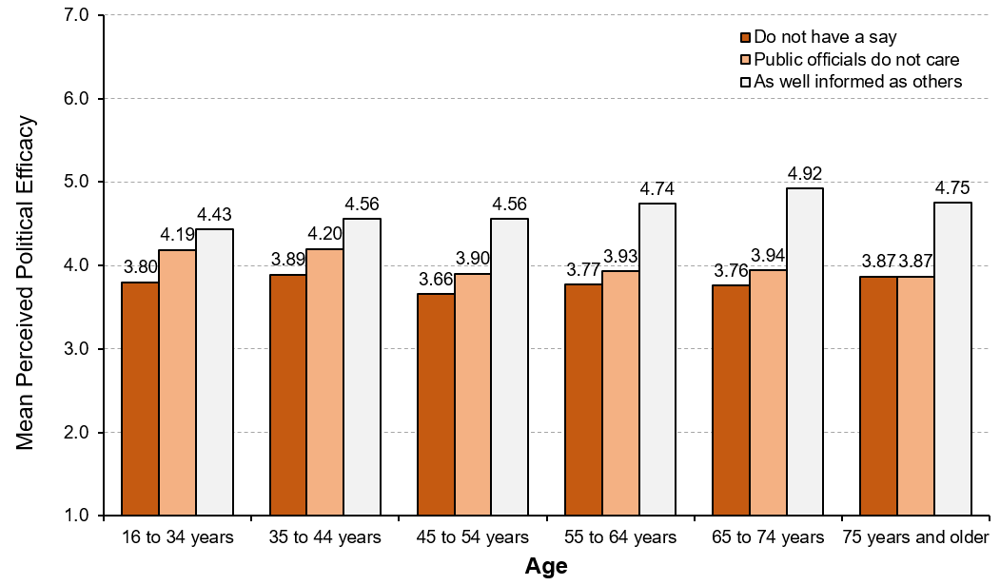 7.0
6.0
5.0
4.0
3.0
2.0
1.0
Mean Perceived Political Efficacy
Do not have a say
Public officials do not care
As well informed as others
3.80 4.19 4.43
3.89 4.20 4.56
3.66 3.90 4.56
3.77 3.93 4.74
3.76 3.94 4.92
3.87 3.87 4.75
16 to 34 years 35 to 44 years 45 to 54 years 55 to 64 years 65 to 74 years 75 years and older
Age